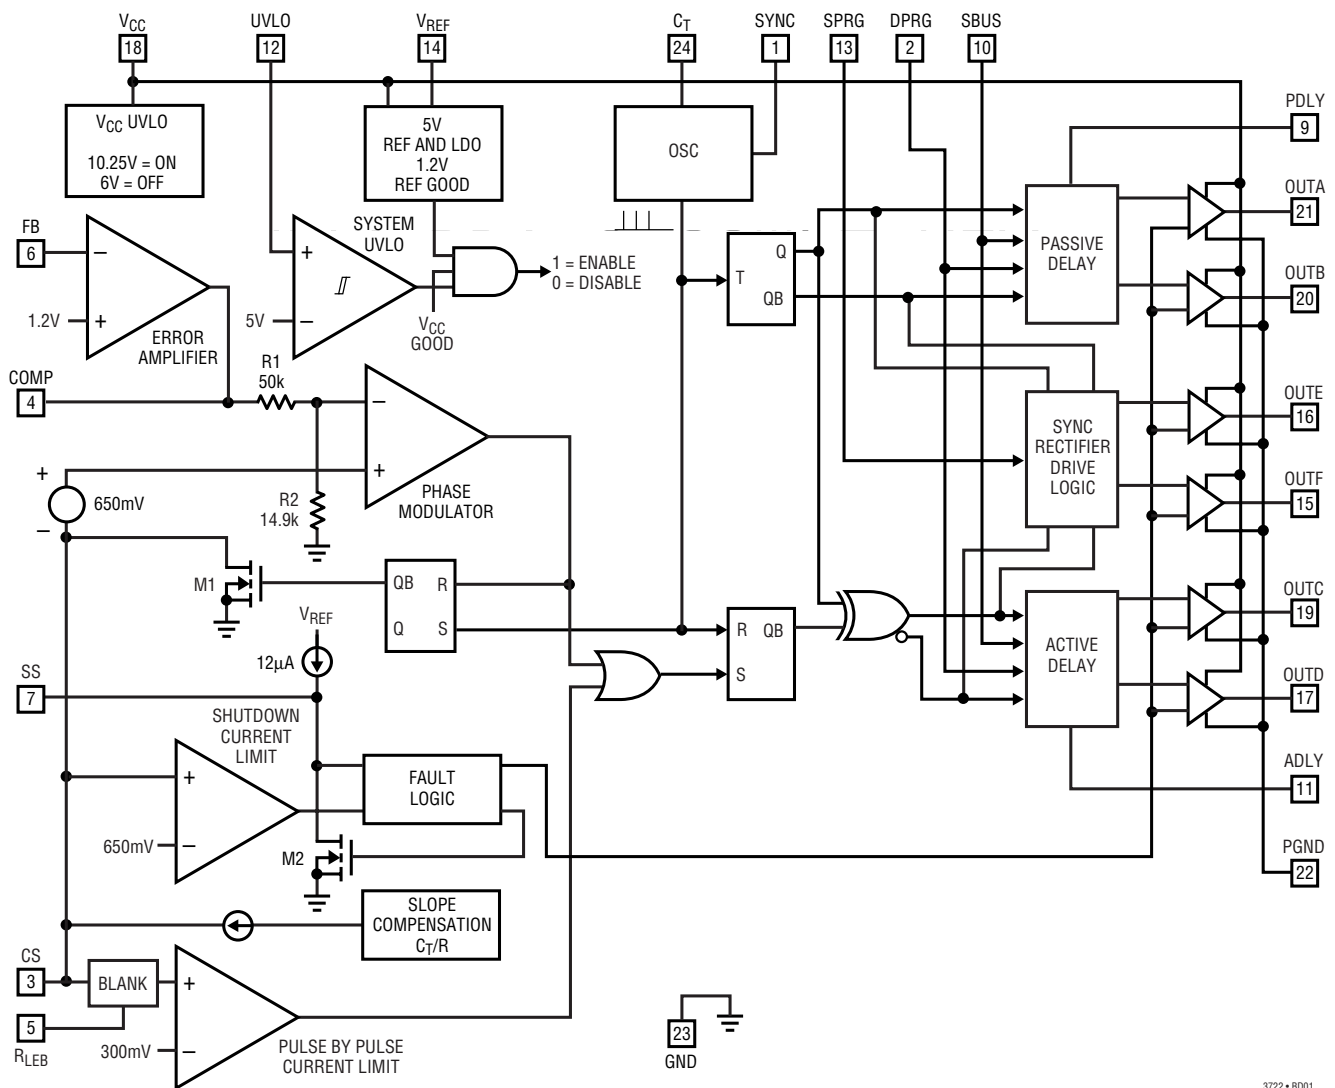 VCC
18
UVLO
12
VREF
14
CT
24
SYNC
1
SPRG
13
DPRG
2
SBUS
10
VCC UVLO
10.25V = ON
6V = OFF
5V
REF AND LDO
1.2V
REF GOOD
OSC
PDLY
9
FB
6
−
+
1.2V
ERROR
AMPLIFIER
SYSTEM
UVLO
+
−
5V
VCC
GOOD
1 = ENABLE
0 = DISABLE
T
Q
QB
PASSIVE
DELAY
OUTA
21
OUTB
20
COMP
4
R1
50k
−
+
PHASE
MODULATOR
R2
14.9k
+
650mV
−
SYNC
RECTIFIER
DRIVE
LOGIC
OUTE
16
OUTF
15
M1
QB
R
Q
S
R
QB
S
VREF
12µA
SS
7
ACTIVE
DELAY
OUTC
19
OUTD
17
ADLY
11
SHUTDOWN
CURRENT
LIMIT
+
650mV
−
FAULT
LOGIC
M2
PGND
22
SLOPE
COMPENSATION
CT/R
CS
3
BLANK
+
5
RLEB
300mV
−
PULSE BY PULSE
CURRENT LIMIT
23
GND
3722 • BD01